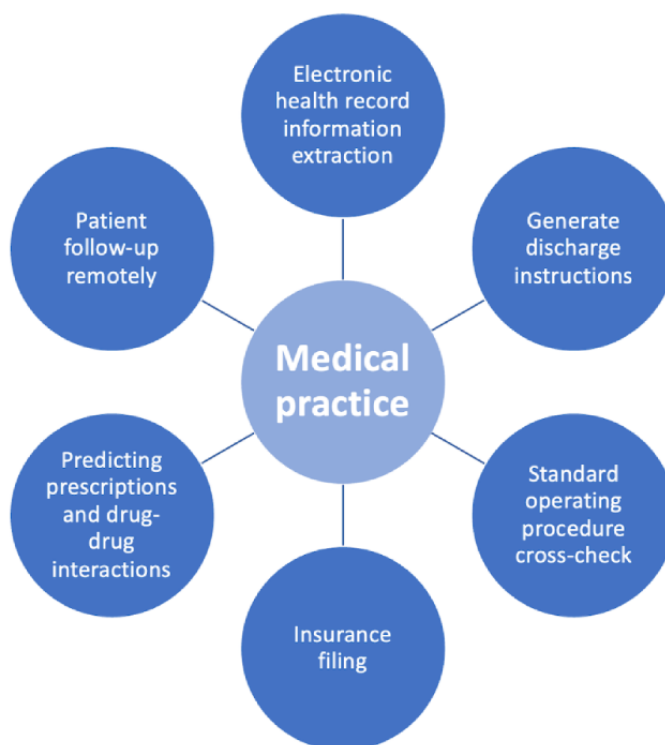 Electronic
health record
information
extraction
Patient
follow-up
remotely
Generate
discharge
instructions
Medical
practice
Predicting
prescriptions
and drug-
drug
interactions
Standard
operating
procedure
cross-check
Insurance
filing